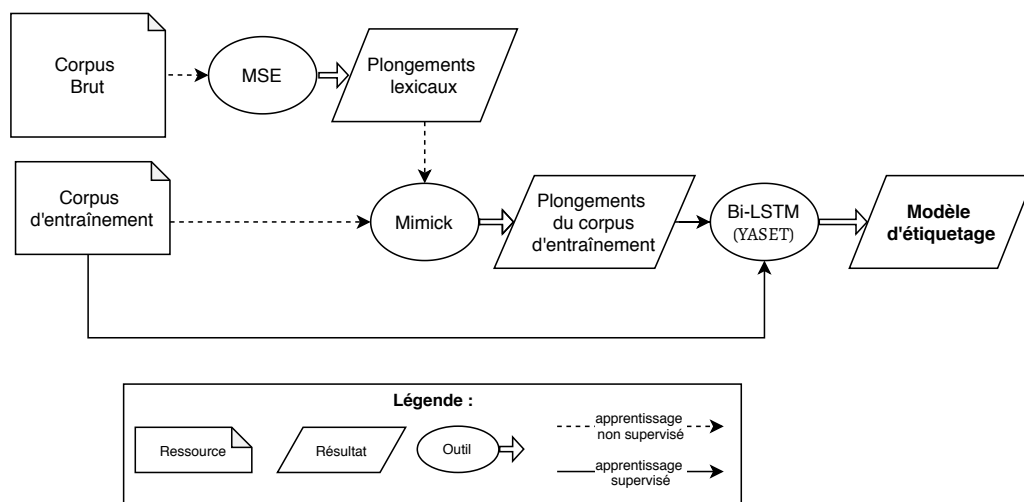 Corpus
Brut
MSE
Plongements
lexicaux
Corpus
d'entraînement
Mimick
Plongements
du corpus
d'entraînement
Bi-LSTM
(YASET)
Modèle
d'étiquetage
Légende :
Ressource
Résultat
Outil
apprentissage
non supervisé
apprentissage
supervisé